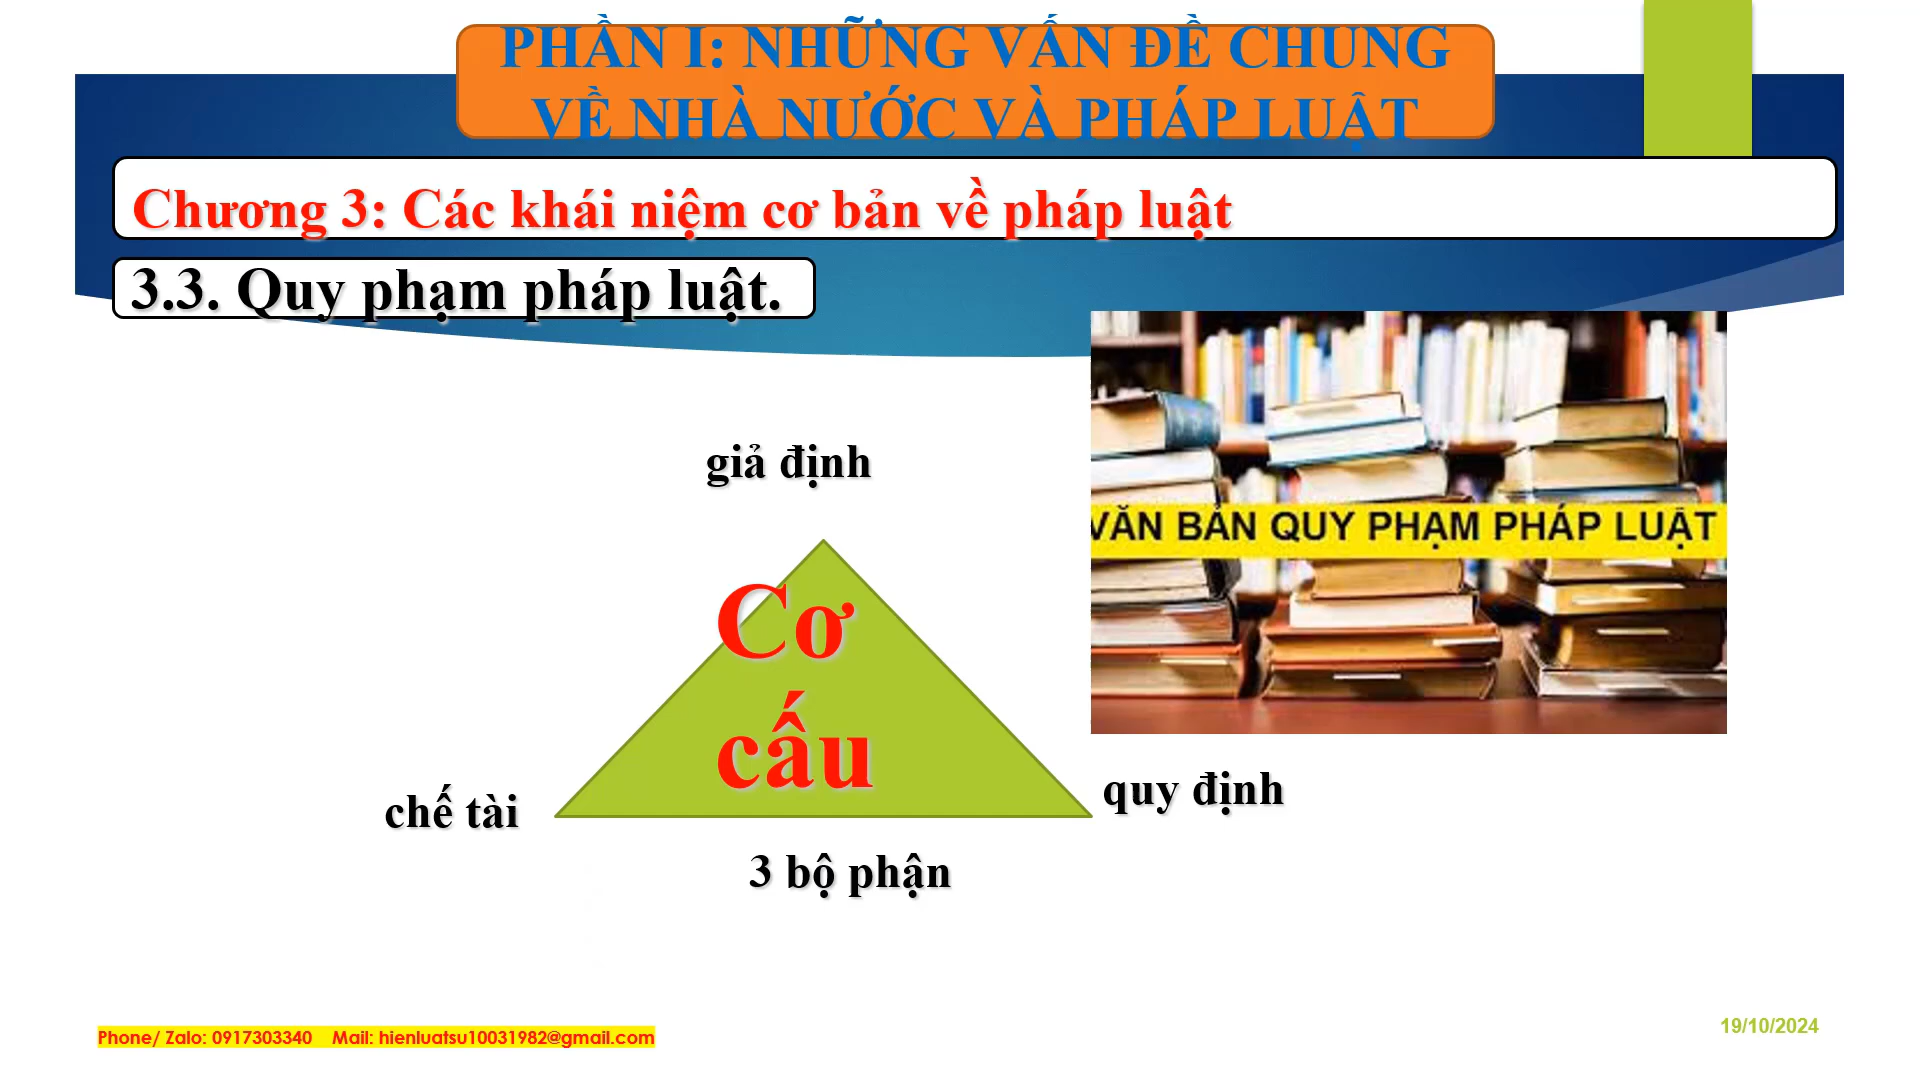 PHẦN I: NHỮNG VẤN ĐỀ CHUNG
VỀ NHÀ NƯỚC VÀ PHÁP LUẬT
Chương 3: Các khái niệm cơ bản về pháp luật
3.3. Quy phạm pháp luật.
giả định
VĂN BẢN QUY PHẠM PHÁP LUẬT
Cơ
cấu
chế tài
quy định
3 bộ phận
Phone/ Zalo: 0917303340 Mail: hienluatsu10031982@gmail.com
19/10/2024